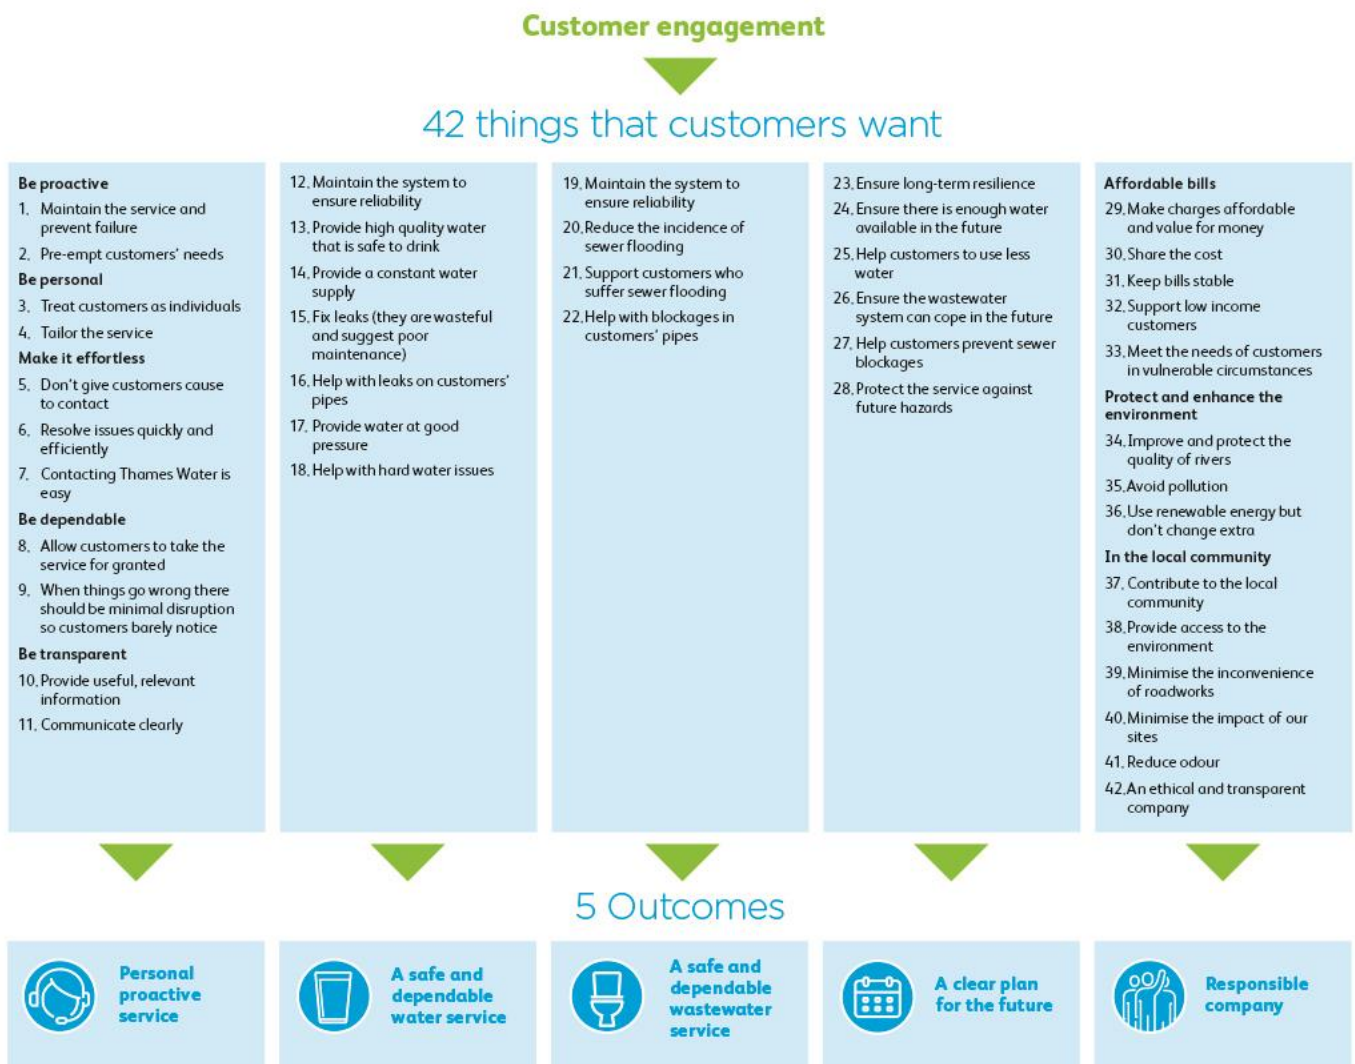 Customer engagement
42 things that customers want
Be proactive
1. Maintain the service and
prevent failure
2. Pre-empt customers' needs
Be personal
3. Treat customers as individuals
4. Tailor the service
Make it effortless
5. Don't give customers cause
to contact
6. Resolve issues quickly and
efficiently
7. Contacting Thames Water is
easy
Be dependable
8. Allow customers to take the
service for granted
9. When things go wrong there
should be minimal disruption
so customers barely notice
Be transparent
10. Provide useful, relevant
information
11. Communicate clearly
12. Maintain the system to
ensure reliability
13. Provide high quality water
that is safe to drink
14. Provide a constant water
supply
15. Fix leaks (they are wasteful
and suggest poor
maintenance)
16. Help with leaks on customers'
pipes
17. Provide water at good
pressure
18. Help with hard water issues
19. Maintain the system to
ensure reliability
20. Reduce the incidence of
sewer flooding
21. Support customers who
suffer sewer flooding
22. Help with blockages in
customers' pipes
23. Ensure long-term resilience
24. Ensure there is enough water
available in the future
25. Help customers to use less
water
26. Ensure the wastewater
system can cope in the future
27. Help customers prevent sewer
blockages
28. Protect the service against
future hazards
Affordable bills
29. Make charges affordable
and value for money
30. Share the cost
31. Keep bills stable
32. Support low income
customers
33. Meet the needs of customers
in vulnerable circumstances
Protect and enhance the
environment
34. Improve and protect the
quality of rivers
35. Avoid pollution
36. Use renewable energy but
don't change extra
In the local community
37. Contribute to the local
community
38. Provide access to the
environment
39. Minimise the inconvenience
of roadworks
40. Minimise the impact of our
sites
41. Reduce odour
42. An ethical and transparent
company
5 Outcomes
Personal
proactive
service
A safe and
dependable
water service
A safe and
dependable
wastewater
service
A clear plan
for the future
Responsible
company